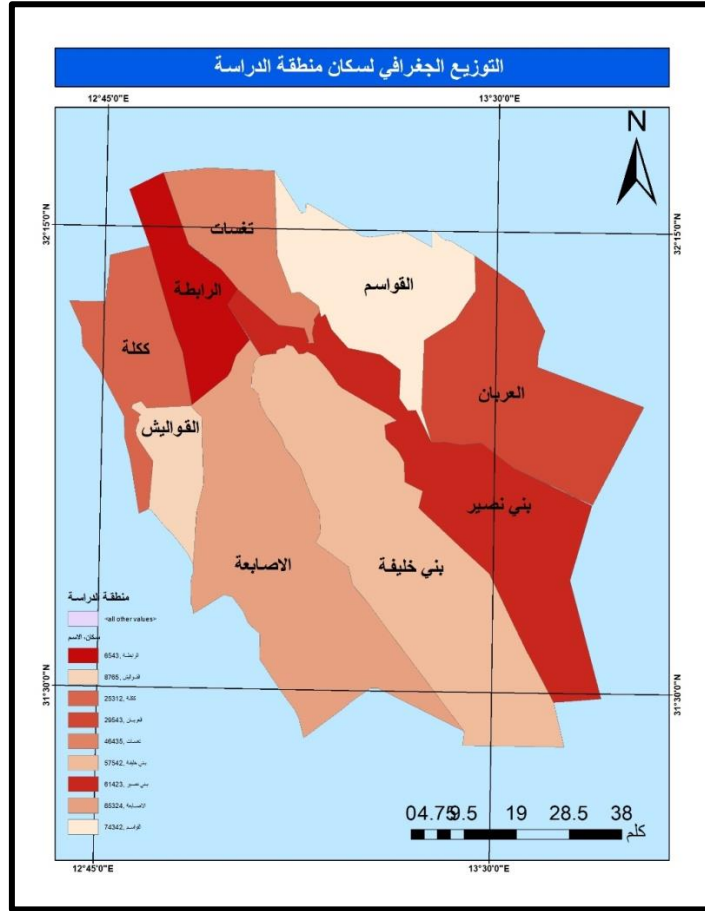 التوزيع الجغرافي لسكان منطقة الدراسة
12°45'0"E
13°30'0"E
N
32°15'0"N
32°15'0"N
تغسات
القواسم
الرابطة
ككلة
العربان
القواليش
بني نصير
الاصابعة
بني خليفة
منطقة الدراسة
<all other values>
سكان، الاسم
6543, الرابطة
8765, القواليش
25312, ككلة
29543, العربان
46435, تغسات
57542, بني خليفة
61423, بني نصير
65324, الاصابعة
74342, القواسم
31°30'0"N
31°30'0"N
04.759.5 19 28.5 38
كلم
12°45'0"E
13°30'0"E